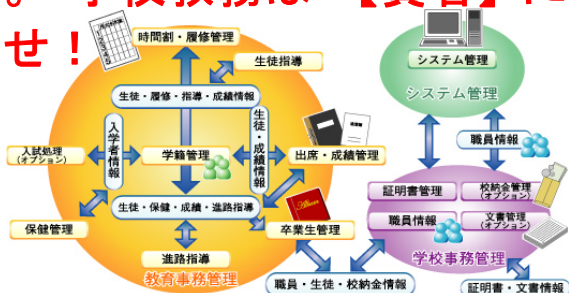 学校教務は【賢者】に
せ！
時間割・履修管理
生徒指導
生徒・履修・指導・成績情報
入学者情報
生徒・成績情報
入試処理
（オプション）
学籍管理
出席・成績管理
生徒・保健・成績・進路指導
保健管理
卒業生管理
進路指導
教育事務管理
システム管理
システム管理
職員情報
証明書管理
校納金管理
（オプション）
職員情報
文書管理
（オプション）
学校事務管理
職員・生徒・校納金情報
証明書・文書情報